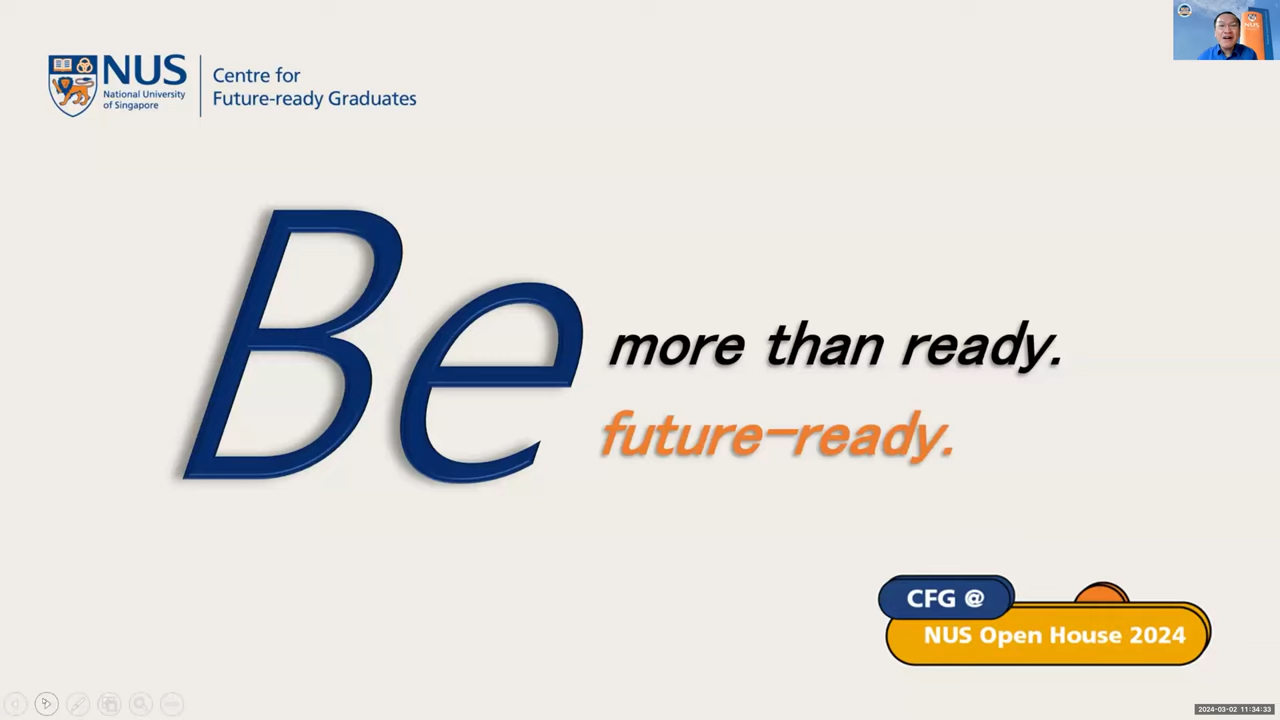 NUS
National University
of Singapore
Centre for
Future-ready Graduates
NUS
Be
more than ready.
future-ready.
CFG @
NUS Open House 2024
2024-03-02 11:34:33